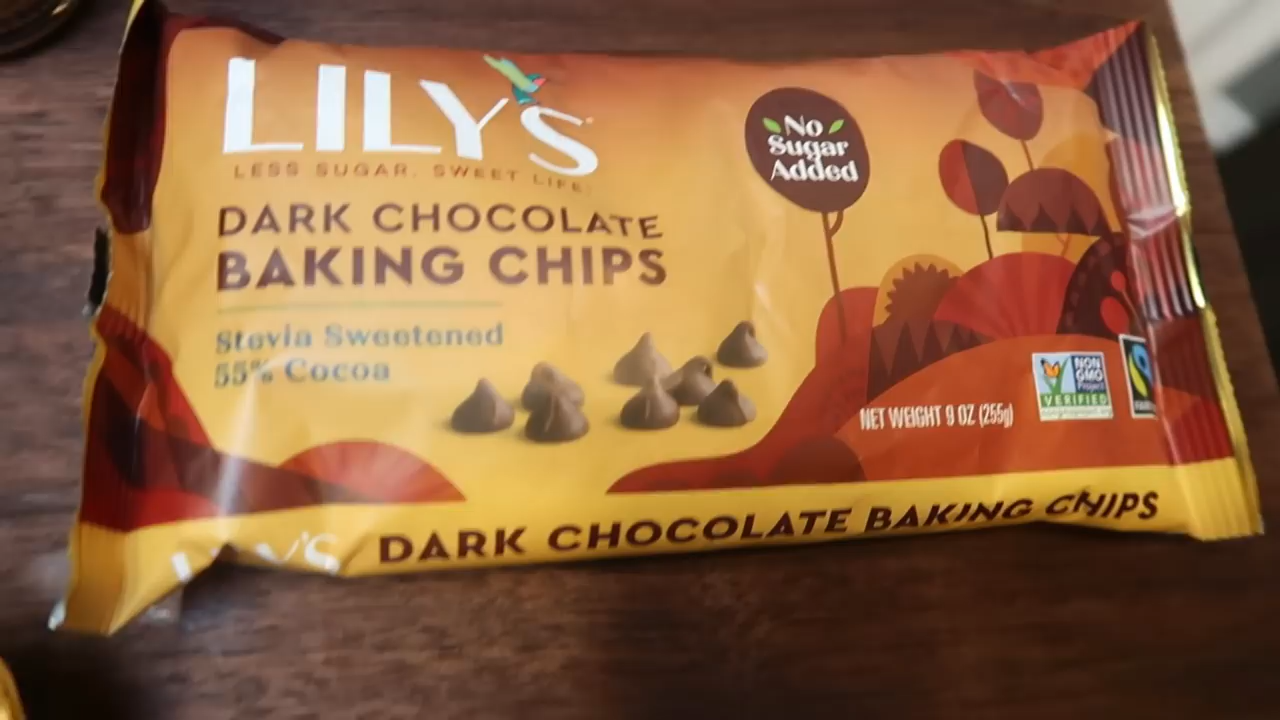 LILY'S
LESS SUGAR. SWEET LIFE.
DARK CHOCOLATE
BAKING CHIPS
Stevia Sweetened
55% Cocoa
No
Sugar
Added
NET WEIGHT 9 OZ (255g)
NON
GMO
Project
VERIFIED
LILY'S DARK CHOCOLATE BAKING CHIPS